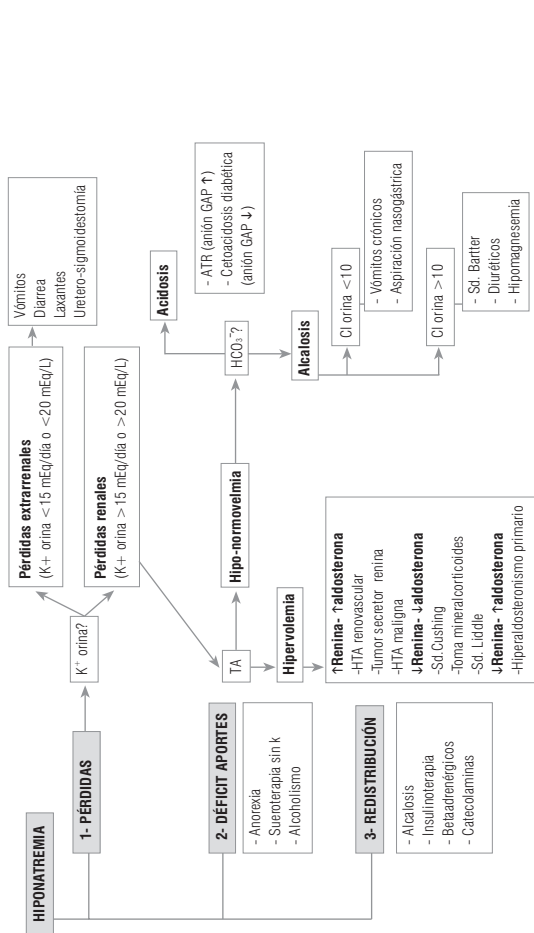 HIPONATREMIA
1- PÉRDIDAS
K+ orina?
Pérdidas extrarrenales
(K+ orina <15 mEq/día o <20 mEq/L)
Vómitos
Diarrea
Laxantes
Uretero-sigmoidestomía
Pérdidas renales
(K+ orina >15 mEq/día o >20 mEq/L)
TA
Hipo-normovelmia
HCO3-?
Acidosis
- ATR (anión GAP ↑)
- Cetoacidosis diabética
(anión GAP ↓)
Alcalosis
Cl orina <10
- Vómitos crónicos
- Aspiración nasogástrica
Cl orina >10
- Sd. Bartter
- Diuréticos
- Hipomagnesemia
Hipervolemia
↑Renina- ↑aldosterona
-HTA renovascular
-Tumor secretor renina
-HTA maligna
↓Renina- ↓aldosterona
-Sd.Cushing
-Toma mineralcorticoides
-Sd. Liddle
↓Renina- ↑aldosterona
-Hiperaldosteronismo primario
2- DÉFICIT APORTES
- Anorexia
- Sueroterapia sin k
- Alcoholismo
3- REDISTRIBUCIÓN
- Alcalosis
- Insulinoterapia
- Betaadrenérgicos
- Catecolaminas